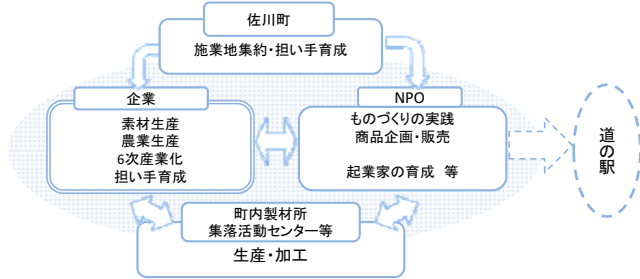 佐川町
施業地集約・担い手育成
企業
素材生産
農業生産
6次産業化
担い手育成
NPO
ものづくりの実践
商品企画・販売
起業家の育成 等
道の駅
町内製材所
集落活動センター等
生産・加工